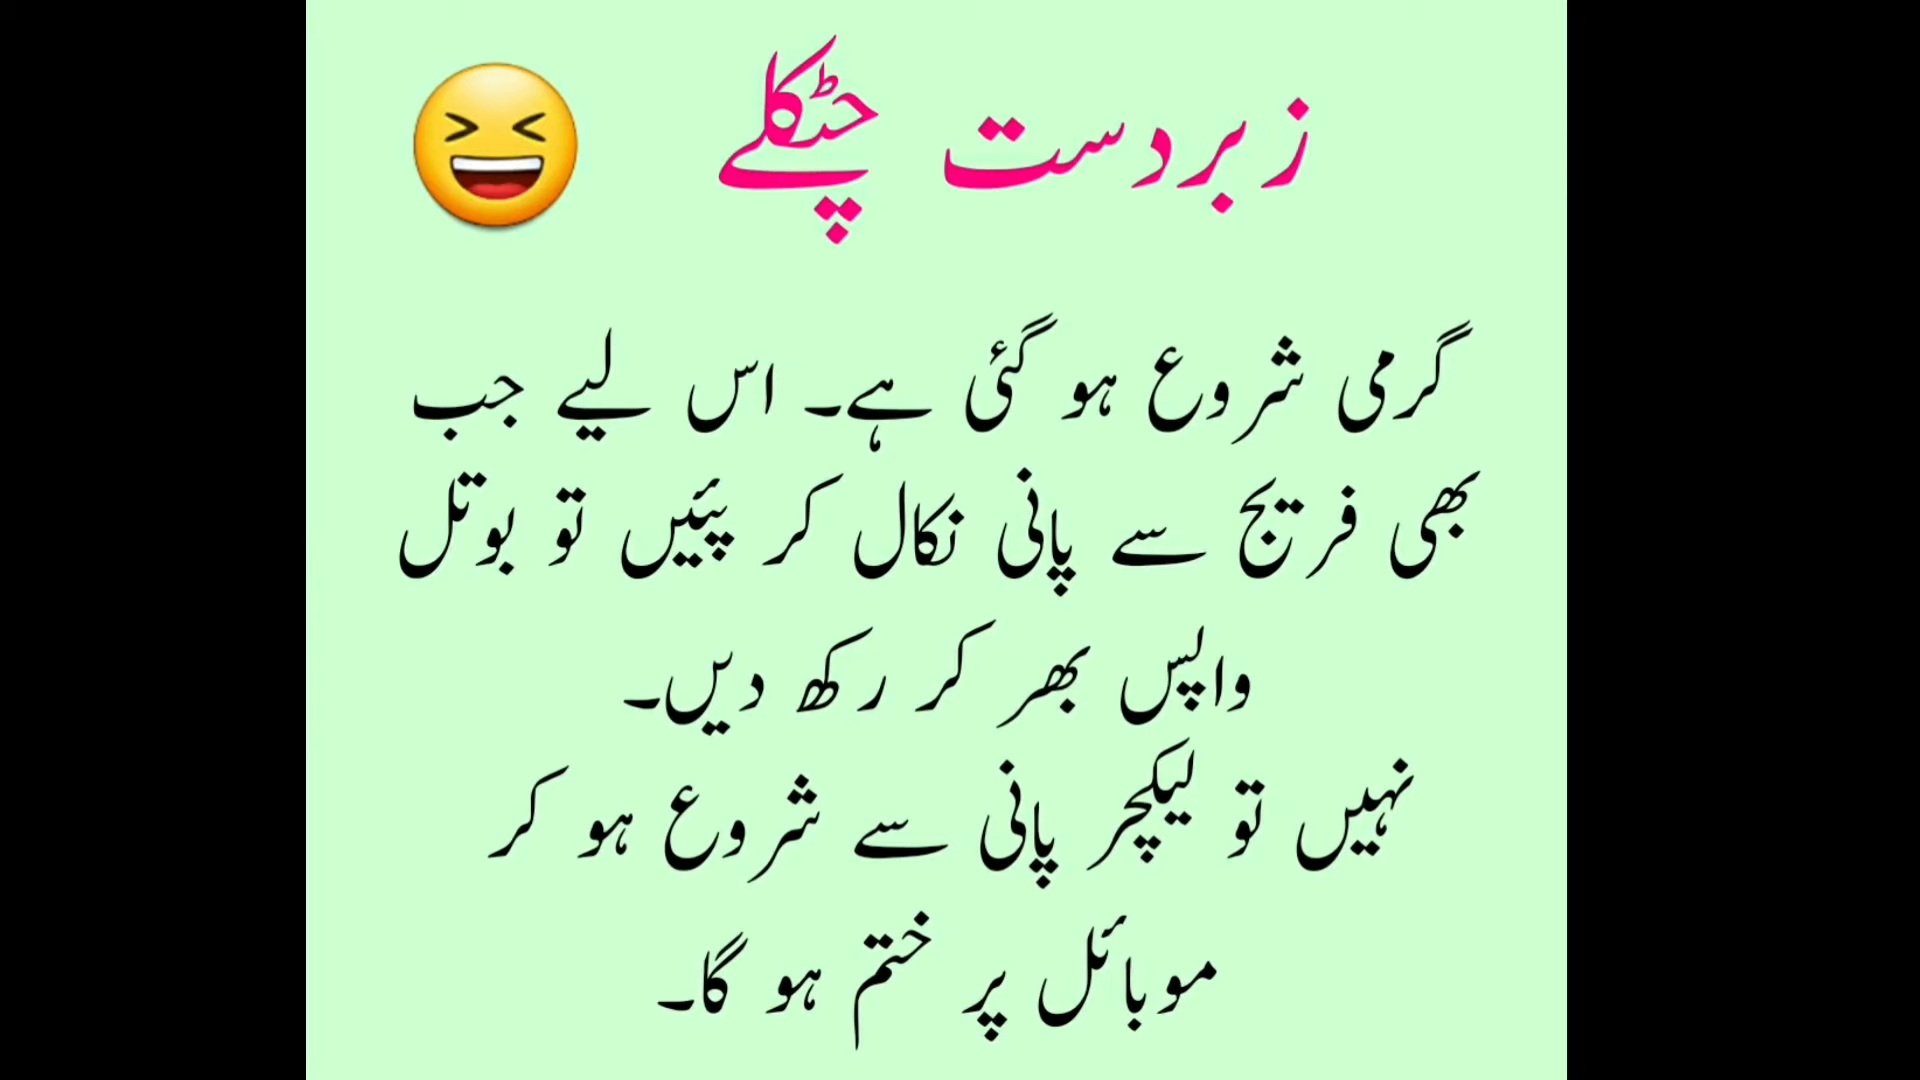 زبردست چٹکلے
گرمی شروع ہو گئی ہے۔ اس لیے جب
بھی فریج سے پانی نکال کر پئیں تو بوتل
واپس بھر کر رکھ دیں۔
نہیں تو لیکچر پانی سے شروع ہو کر
موبائل پر ختم ہو گا۔